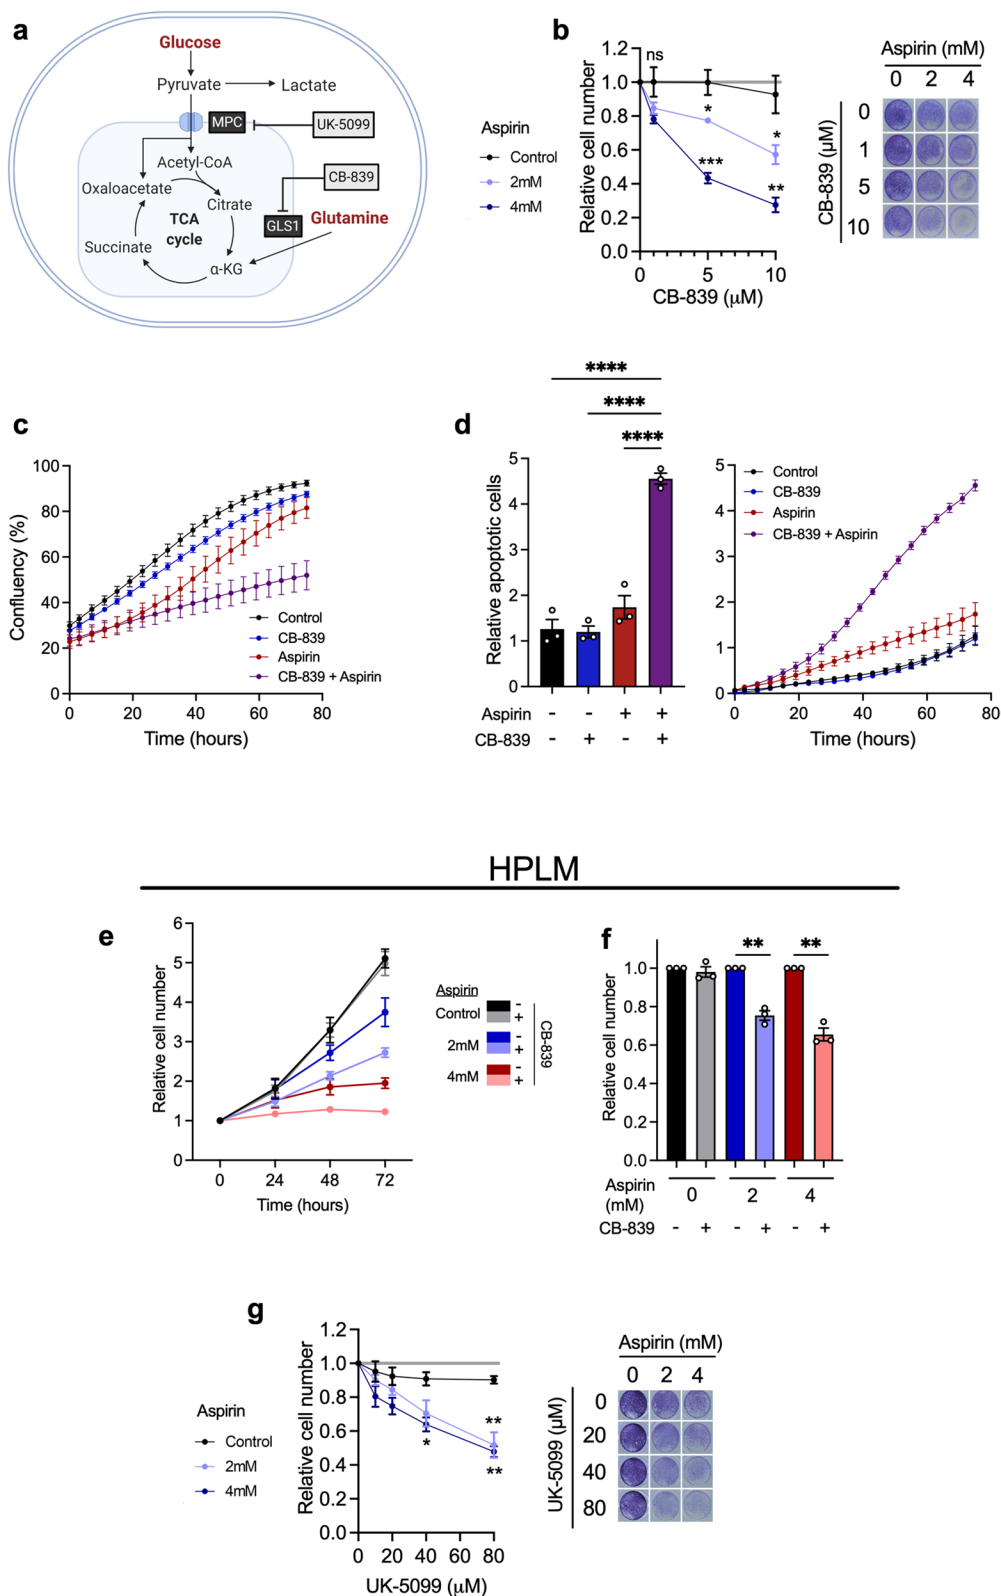 a
Glucose
Pyruvate
Lactate
MPC
UK-5099
Acetyl-CoA
CB-839
Oxaloacetate
Citrate
TCA
cycle
GLS1
Glutamine
Succinate
α-KG
b
Aspirin
Control
2mM
4mM
Relative cell number
1.2
1.0
0.8
0.6
0.4
0.2
0.0
ns
*
*
***
**
0 5 10
CB-839 (μM)
Aspirin (mM)
0 2 4
CB-839 (μM)
0
1
5
10
c
Confluency (%)
100
80
60
40
20
0
Control
CB-839
Aspirin
CB-839 + Aspirin
0 20 40 60 80
Time (hours)
d
****
****
****
Relative apoptotic cells
5
4
3
2
1
0
Aspirin - - + +
CB-839 - + - +
5
4
3
2
1
0
Control
CB-839
Aspirin
CB-839 + Aspirin
0 20 40 60 80
Time (hours)
HPLM
e
Relative cell number
6
5
4
3
2
1
0
0 24 48 72
Time (hours)
Aspirin
Control - +
2mM - +
4mM - +
CB-839
f
** **
Relative cell number
1.0
0.8
0.6
0.4
0.2
0.0
Aspirin
(mM)
0 2 4
CB-839 - + - + - +
g
Aspirin
Control
2mM
4mM
Relative cell number
1.2
1.0
0.8
0.6
0.4
0.2
0.0
**
*
**
0 20 40 60 80
UK-5099 (μM)
Aspirin (mM)
0 2 4
UK-5099 (μM)
0
20
40
80